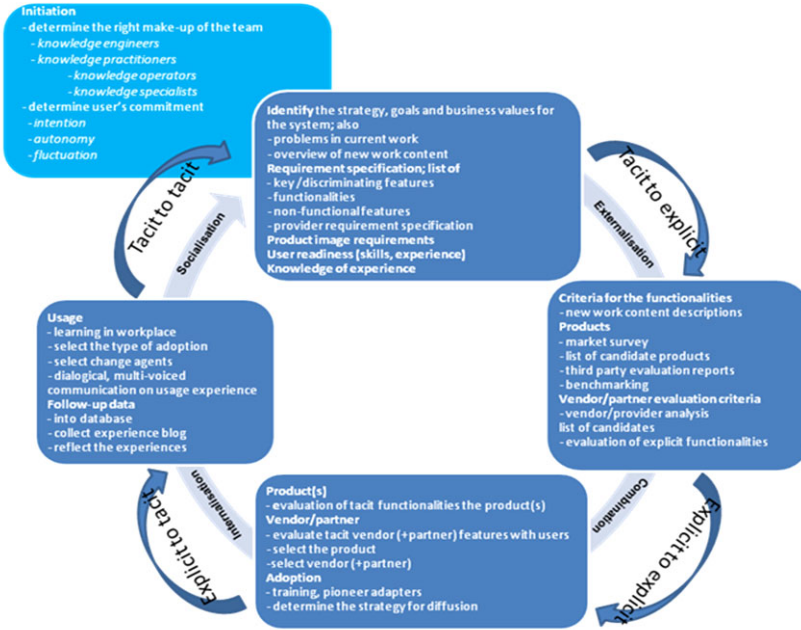 Initiation
- determine the right make-up of the team
- knowledge engineers
- knowledge practitioners
- knowledge operators
- knowledge specialists
- determine user's commitment
- intention
- autonomy
- fluctuation
Identify the strategy, goals and business values for
the system; also
- problems in current work
- overview of new work content
Requirement specification; list of
- key /discriminating features
- functionalities
- non-functional features
- provider requirement specification
Product image requirements
User readiness (skills, experience)
Knowledge of experience
Tacit to tacit
Socialisation
Tacit to explicit
Externalisation
Criteria for the functionalities
- new work content descriptions
Products
- market survey
- list of candidate products
- third party evaluation reports
- benchmarking
Vendor/partner evaluation criteria
- vendor/provider analysis
list of candidates
- evaluation of explicit functionalities
Usage
- learning in workplace
- select the type of adoption
- select change agents
- dialogical, multi-voiced
communication on usage experience
Follow-up data
- into database
- collect experience blog
- reflect the experiences
Explicit to tacit
Internalisation
Combination
Explicit to explicit
Product(s)
- evaluation of tacit functionalities the product(s)
Vendor/partner
- evaluate tacit vendor (+partner) features with users
- select the product
-select vendor (+partner)
Adoption
- training, pioneer adapters
- determine the strategy for diffusion